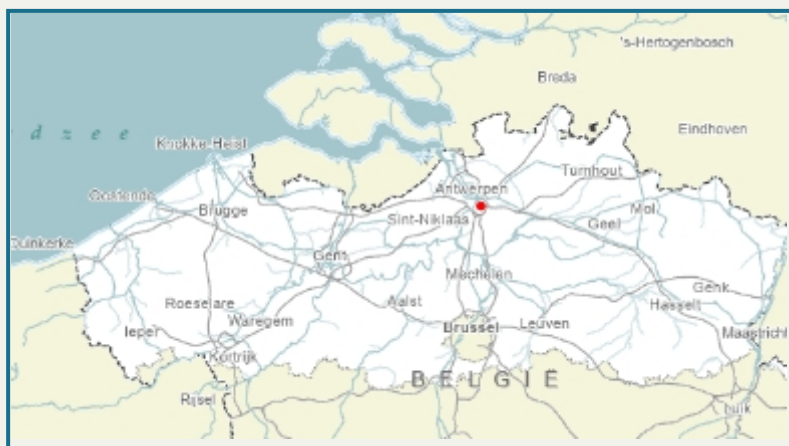 's-Hertogenbosch
Breda
dzee
Eindhoven
Knokke-Heist
Turnhout
Antwerpen
Oostende
Mol
Brugge
Sint-Niklaas
Geel
Duinkerke
Gent
Mechelen
Genk
Roeselare
Aalst
Hasselt
Waregem
Ieper
Brussel
Leuven
Maastricht
Kortrijk
BELGIË
Rijsel
Luik